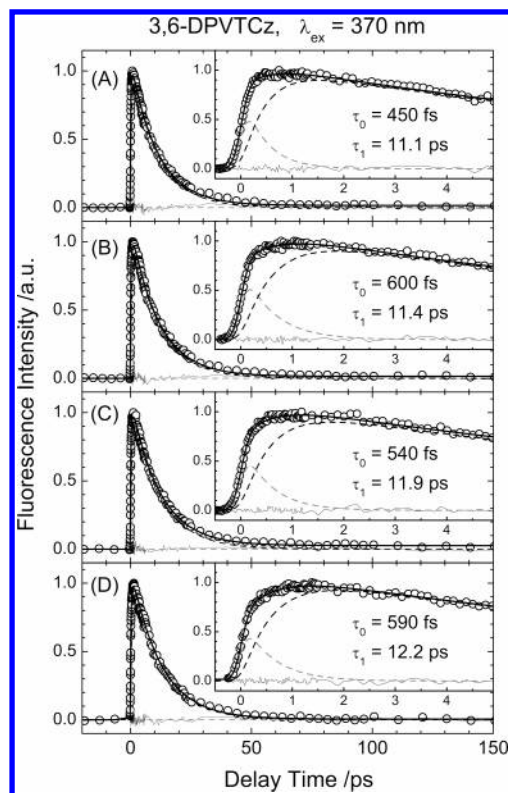 3,6-DPVTCz, λex = 370 nm
Fluorescence Intensity /a.u.
(A)
1.0
0.5
0.0
1.0
0.5
0.0
τ0 = 450 fs
τ1 = 11.1 ps
0 1 2 3 4
(B)
1.0
0.5
0.0
1.0
0.5
0.0
τ0 = 600 fs
τ1 = 11.4 ps
0 1 2 3 4
(C)
1.0
0.5
0.0
1.0
0.5
0.0
τ0 = 540 fs
τ1 = 11.9 ps
0 1 2 3 4
(D)
1.0
0.5
0.0
1.0
0.5
0.0
τ0 = 590 fs
τ1 = 12.2 ps
0 1 2 3 4
0 50 100 150
Delay Time /ps